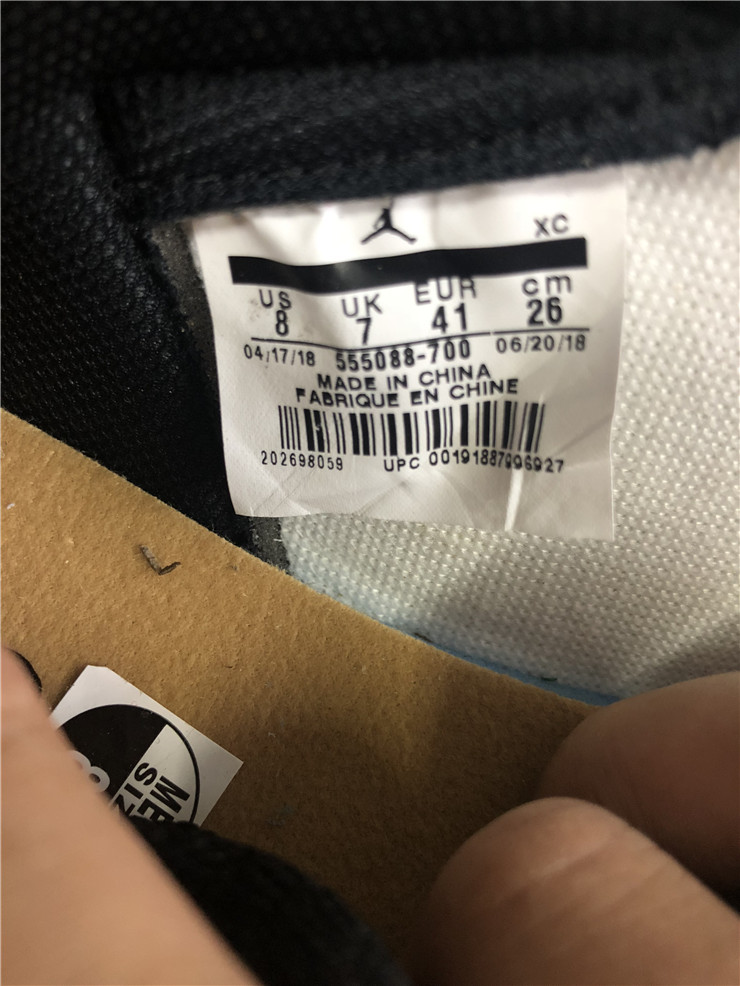 XC
US UK EUR cm
8 7 41 26
04/17/18 555088-700 06/20/18
MADE IN CHINA
FABRIQUE EN CHINE
202698059 UPC
8